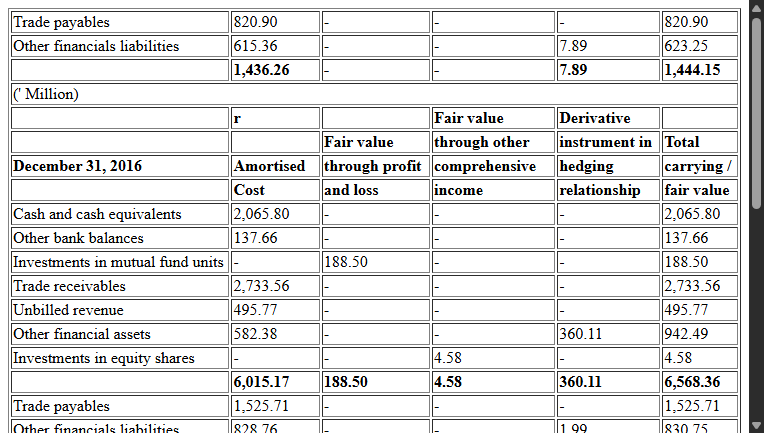 Trade payables 820.90 - - - 820.90
Other financials liabilities 615.36 - - 7.89 623.25
1,436.26 - - 7.89 1,444.15
(' Million)
r Fair value Derivative
Fair value through other instrument in Total
December 31, 2016 Amortised through profit comprehensive hedging carrying /
Cost and loss income relationship fair value
Cash and cash equivalents 2,065.80 - - - 2,065.80
Other bank balances 137.66 - - - 137.66
Investments in mutual fund units - 188.50 - - 188.50
Trade receivables 2,733.56 - - - 2,733.56
Unbilled revenue 495.77 - - - 495.77
Other financial assets 582.38 - - 360.11 942.49
Investments in equity shares - - 4.58 - 4.58
6,015.17 188.50 4.58 360.11 6,568.36
Trade payables 1,525.71 - - - 1,525.71
Other financials liabilities 828.76 - - 1.99 830.75